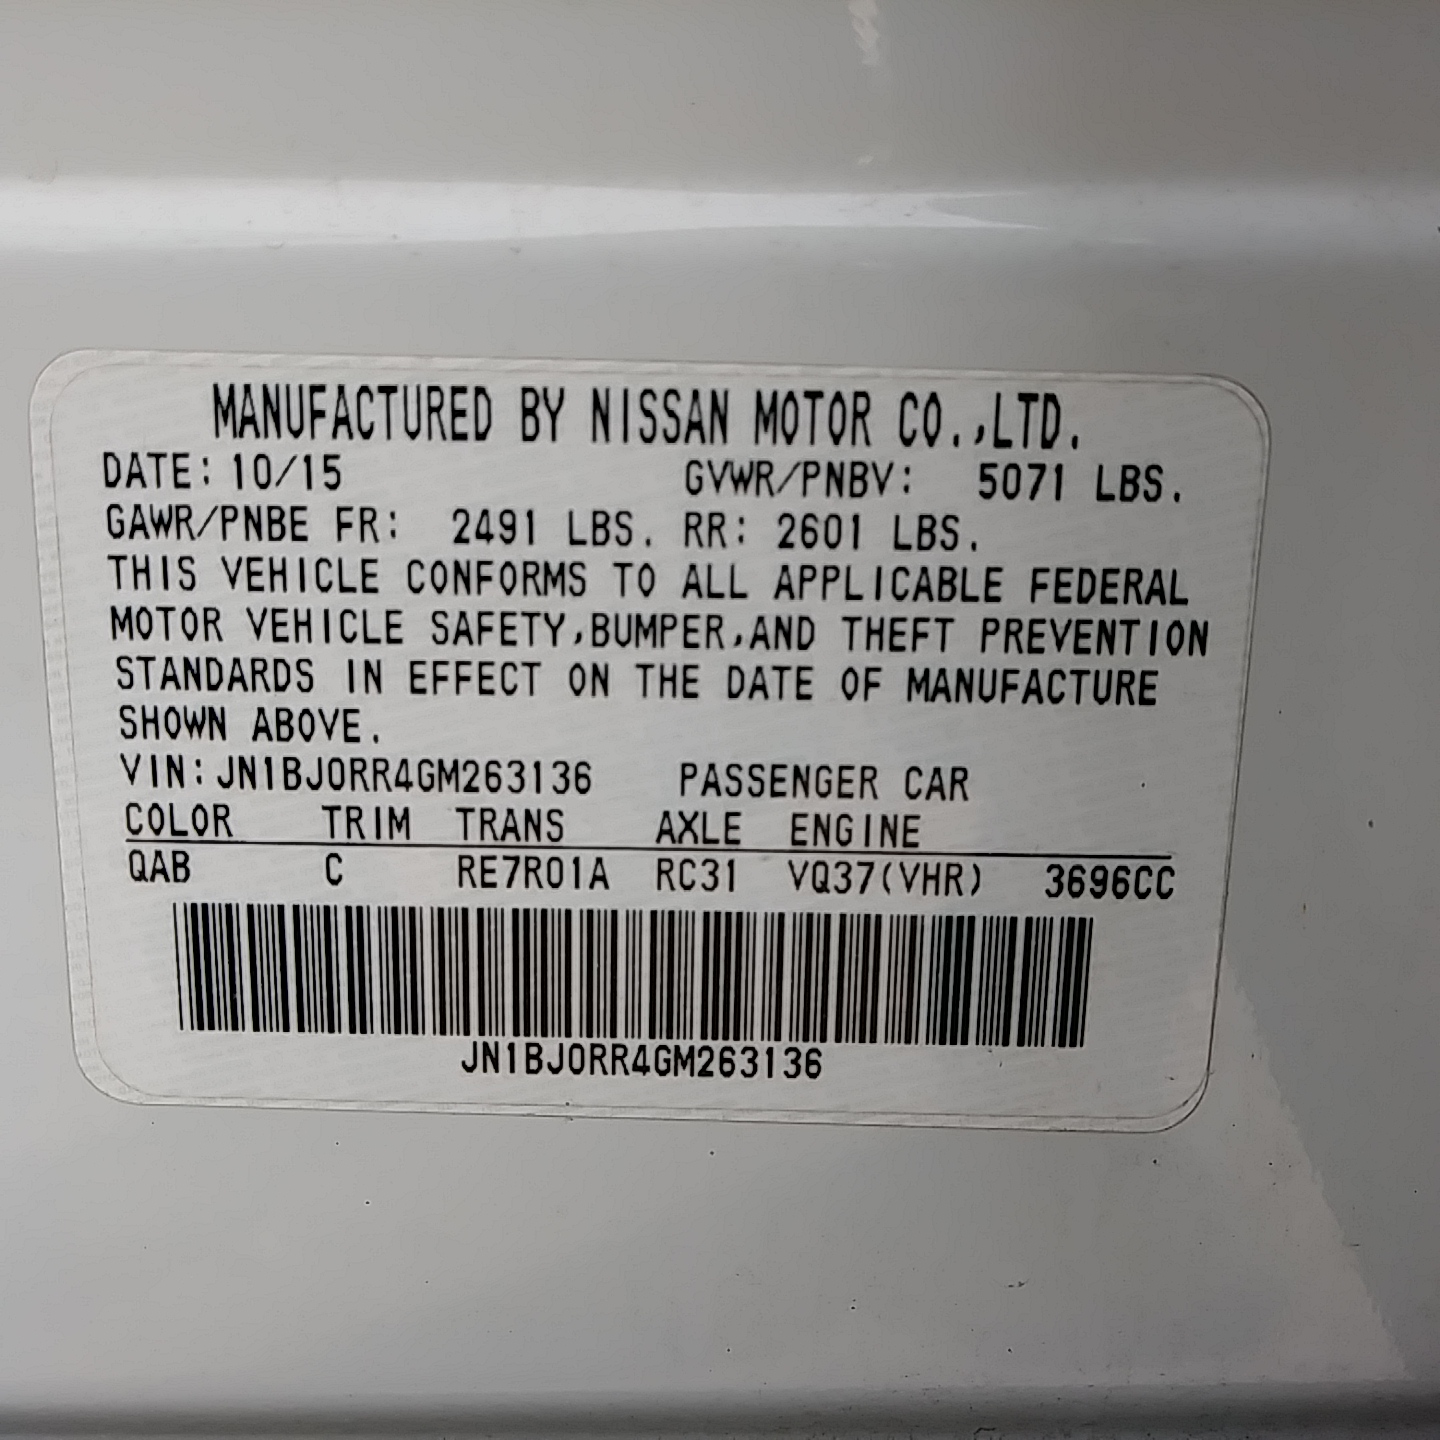 MANUFACTURED BY NISSAN MOTOR CO.,LTD.
DATE: 10/15 GVWR/PNBV: 5071 LBS.
GAWR/PNBE FR: 2491 LBS. RR: 2601 LBS.
THIS VEHICLE CONFORMS TO ALL APPLICABLE FEDERAL
MOTOR VEHICLE SAFETY,BUMPER,AND THEFT PREVENTION
STANDARDS IN EFFECT ON THE DATE OF MANUFACTURE
SHOWN ABOVE.
VIN: JN1BJ0RR4GM263136 PASSENGER CAR
COLOR TRIM TRANS AXLE ENGINE
QAB C RE7R01A RC31 VQ37(VHR) 3696CC
JN1BJ0RR4GM263136